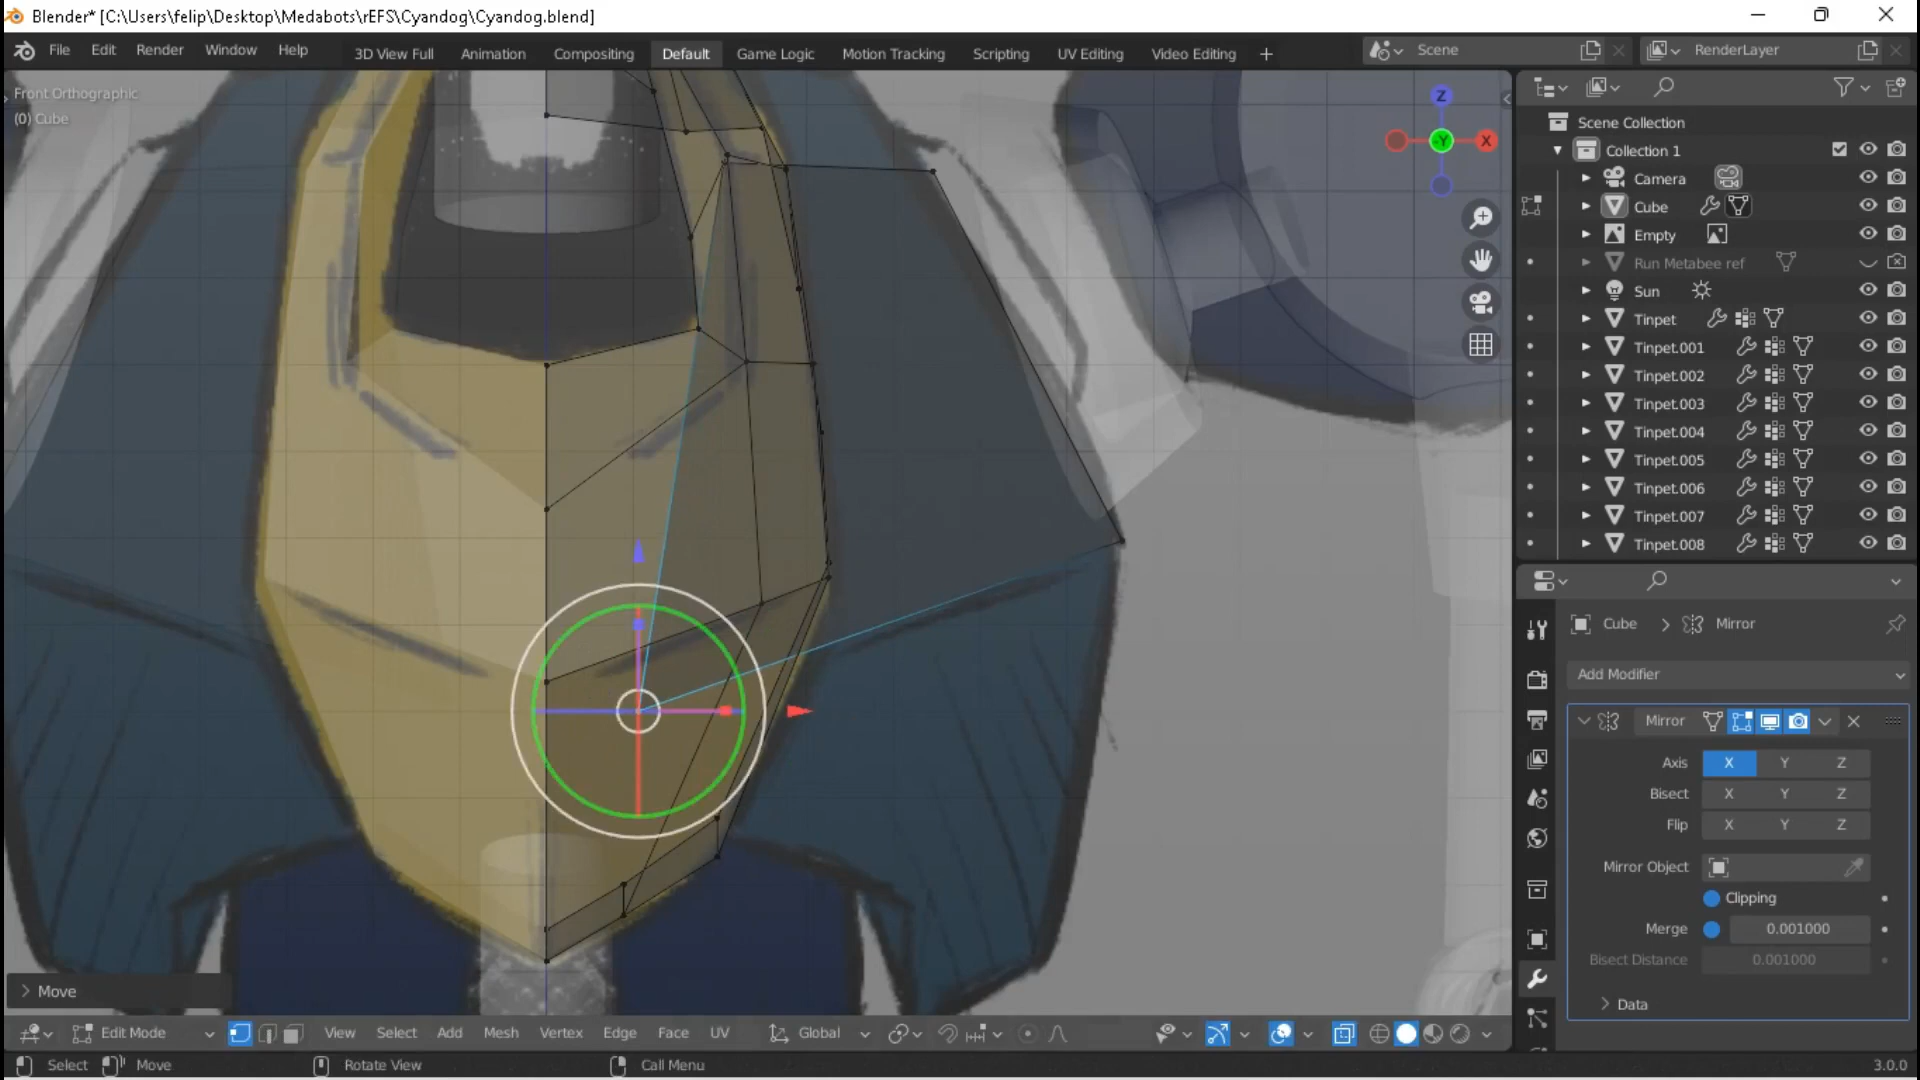 Blender* [C:\Users\felip\Desktop\Medabots\rEFS\Cyandog\Cyandog.blend]
File Edit Render Window Help 3D View Full Animation Compositing Default Game Logic Motion Tracking Scripting UV Editing Video Editing + Scene RenderLayer
Front Orthographic
(0) Cube
Z
Y
X
Scene Collection
Collection 1
Camera
Cube
Empty
Run Metabee ref
Sun
Tinpet
Tinpet.001
Tinpet.002
Tinpet.003
Tinpet.004
Tinpet.005
Tinpet.006
Tinpet.007
Tinpet.008
Cube > Mirror
Add Modifier
Mirror
Axis X Y Z
Bisect X Y Z
Flip X Y Z
Mirror Object
Clipping
Merge 0.001000
Bisect Distance 0.001000
Data
Move
Edit Mode View Select Add Mesh Vertex Edge Face UV Global
Select Move Rotate View Call Menu 3.0.0